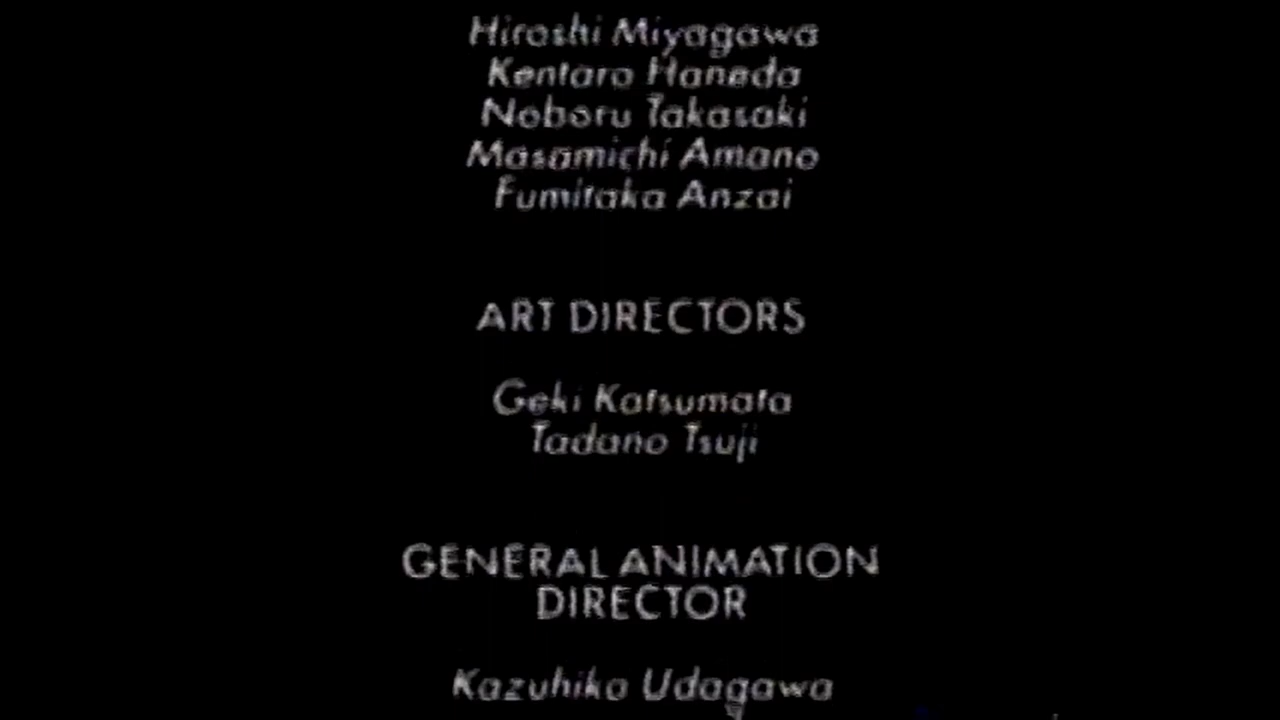 Hiroshi Miyagawa
Kentaro Haneda
Noboru Takasaki
Masamichi Amano
Fumitaka Anzai
ART DIRECTORS
Geki Katsumata
Tadano Tsuji
GENERAL ANIMATION
DIRECTOR
Kazuhiko Udagawa